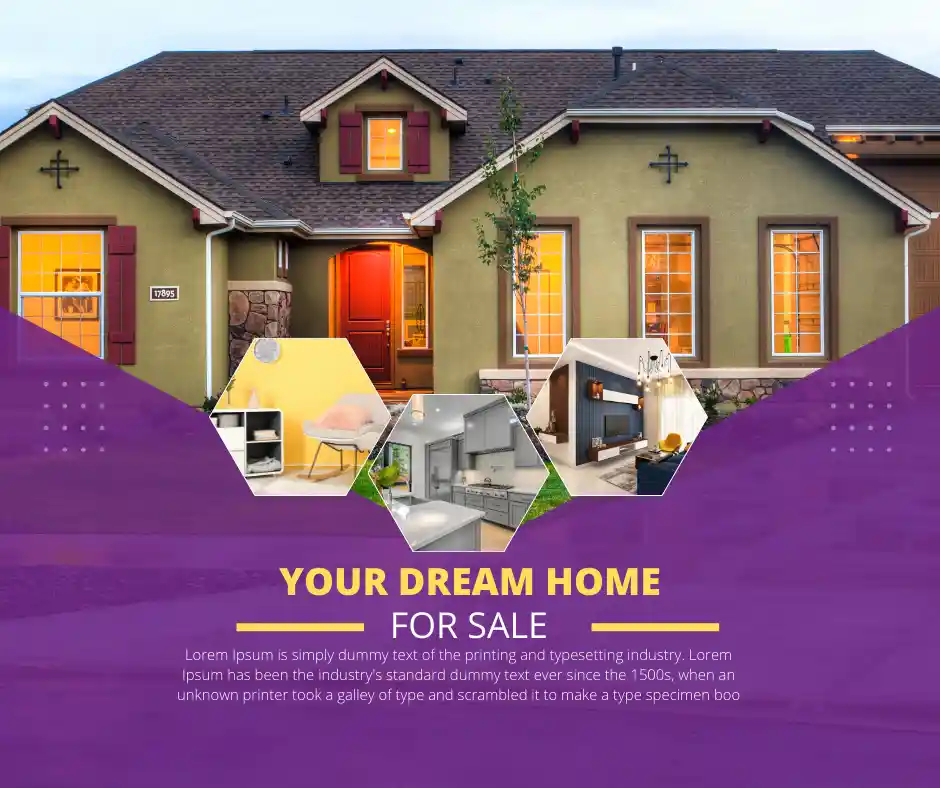 17895
YOUR DREAM HOME
FOR SALE
Lorem Ipsum is simply dummy text of the printing and typesetting industry. Lorem
Ipsum has been the industry's standard dummy text ever since the 1500s, when an
unknown printer took a galley of type and scrambled it to make a type specimen boo